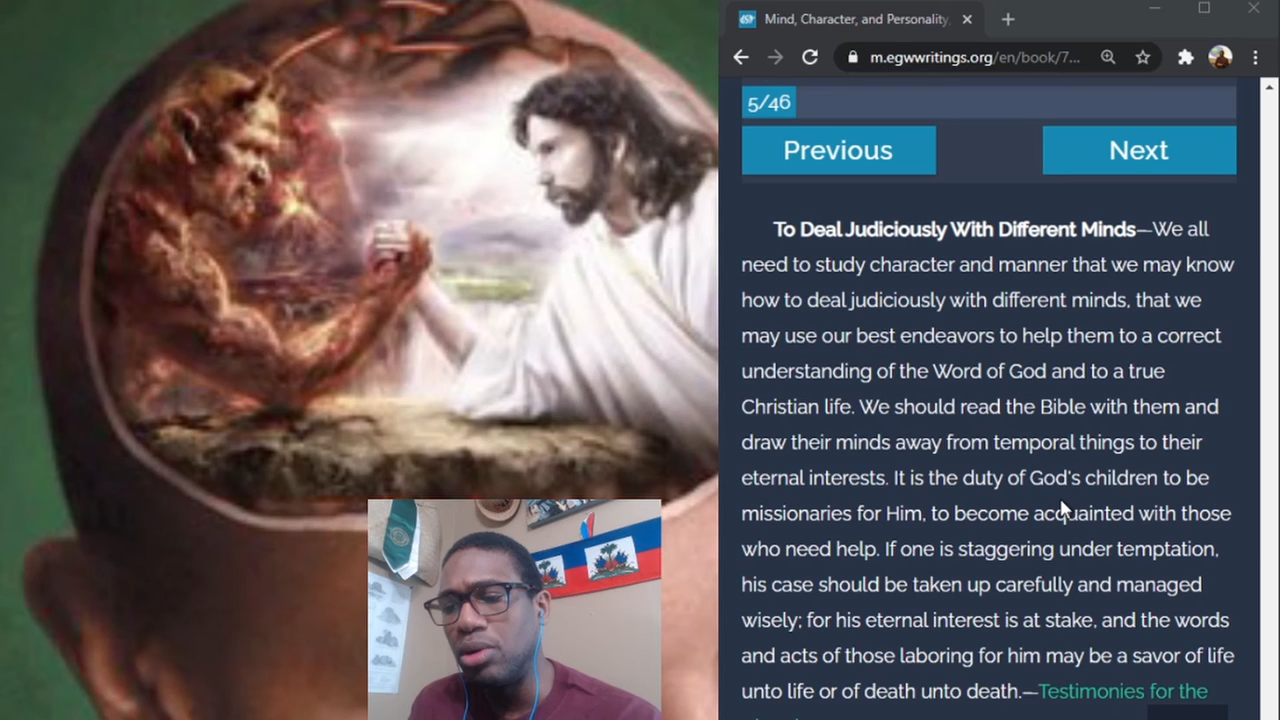 Mind, Character, and Personality,
m.egwwritings.org/en/book/7...
5/46
Previous
Next
To Deal Judiciously With Different Minds—We all
need to study character and manner that we may know
how to deal judiciously with different minds, that we
may use our best endeavors to help them to a correct
understanding of the Word of God and to a true
Christian life. We should read the Bible with them and
draw their minds away from temporal things to their
eternal interests. It is the duty of God's children to be
missionaries for Him, to become acquainted with those
who need help. If one is staggering under temptation,
his case should be taken up carefully and managed
wisely; for his eternal interest is at stake, and the words
and acts of those laboring for him may be a savor of life
unto life or of death unto death.—Testimonies for the